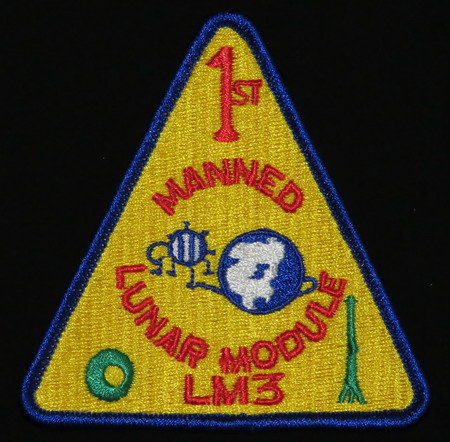 1ST
MANNED
LUNAR MODULE
LM3